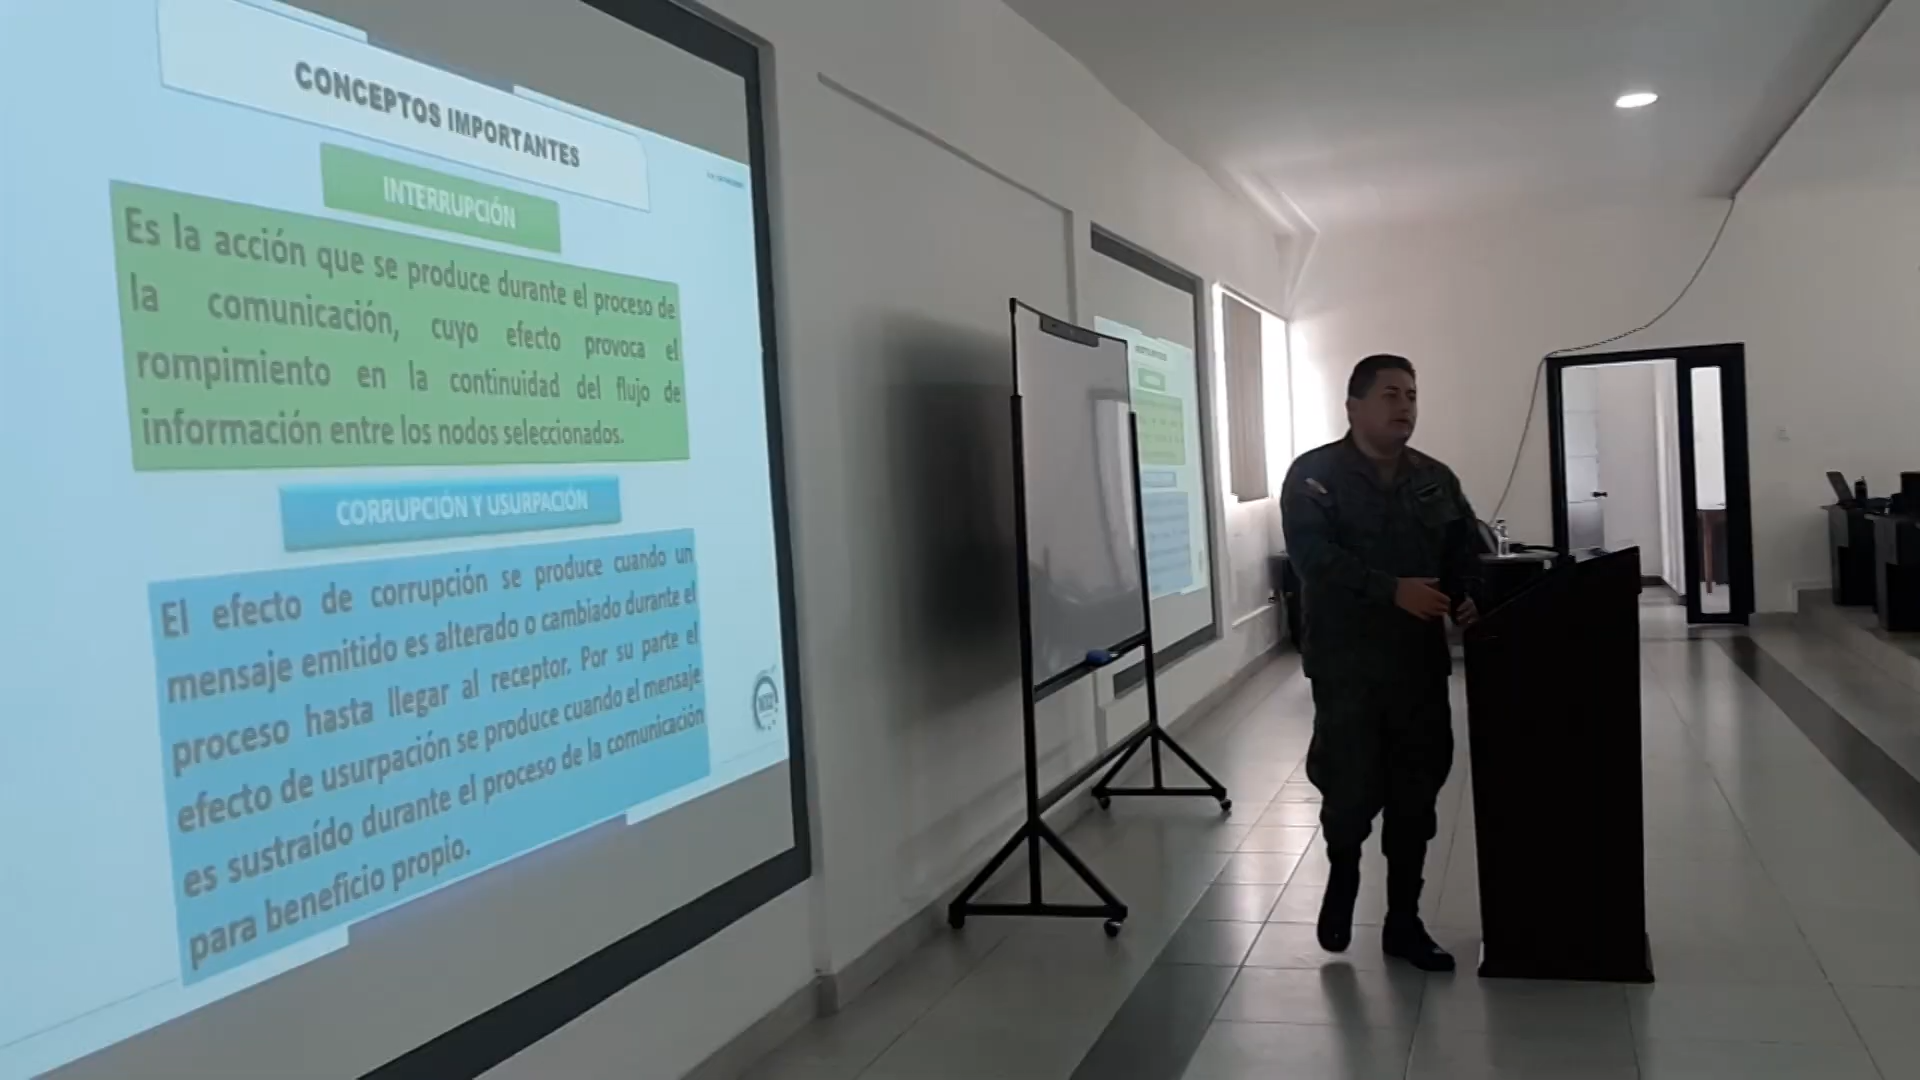 CONCEPTOS IMPORTANTES
INTERRUPCIÓN
Es la acción que se produce durante el proceso de
la comunicación, cuyo efecto provoca el
rompimiento en la continuidad del flujo de
información entre los nodos seleccionados.
CORRUPCIÓN Y USURPACIÓN
El efecto de corrupción se produce cuando un
mensaje emitido es alterado o cambiado durante el
proceso hasta llegar al receptor. Por su parte el
efecto de usurpación se produce cuando el mensaje
es sustraído durante el proceso de la comunicación
para beneficio propio.